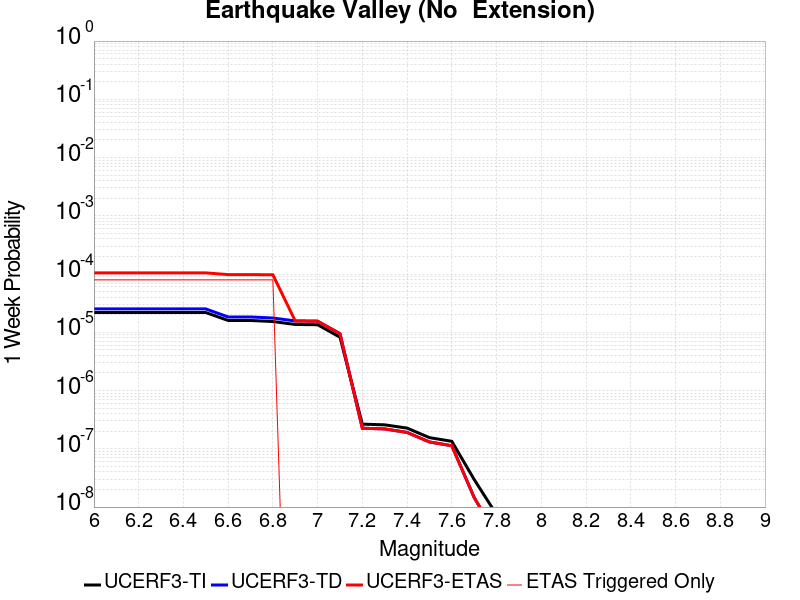 Earthquake Valley (No Extension)
10^0
10^-1
10^-2
10^-3
10^-4
10^-5
10^-6
10^-7
10^-8
1 Week Probability
6 6.2 6.4 6.6 6.8 7 7.2 7.4 7.6 7.8 8 8.2 8.4 8.6 8.8 9
Magnitude
UCERF3-TI UCERF3-TD UCERF3-ETAS ETAS Triggered Only